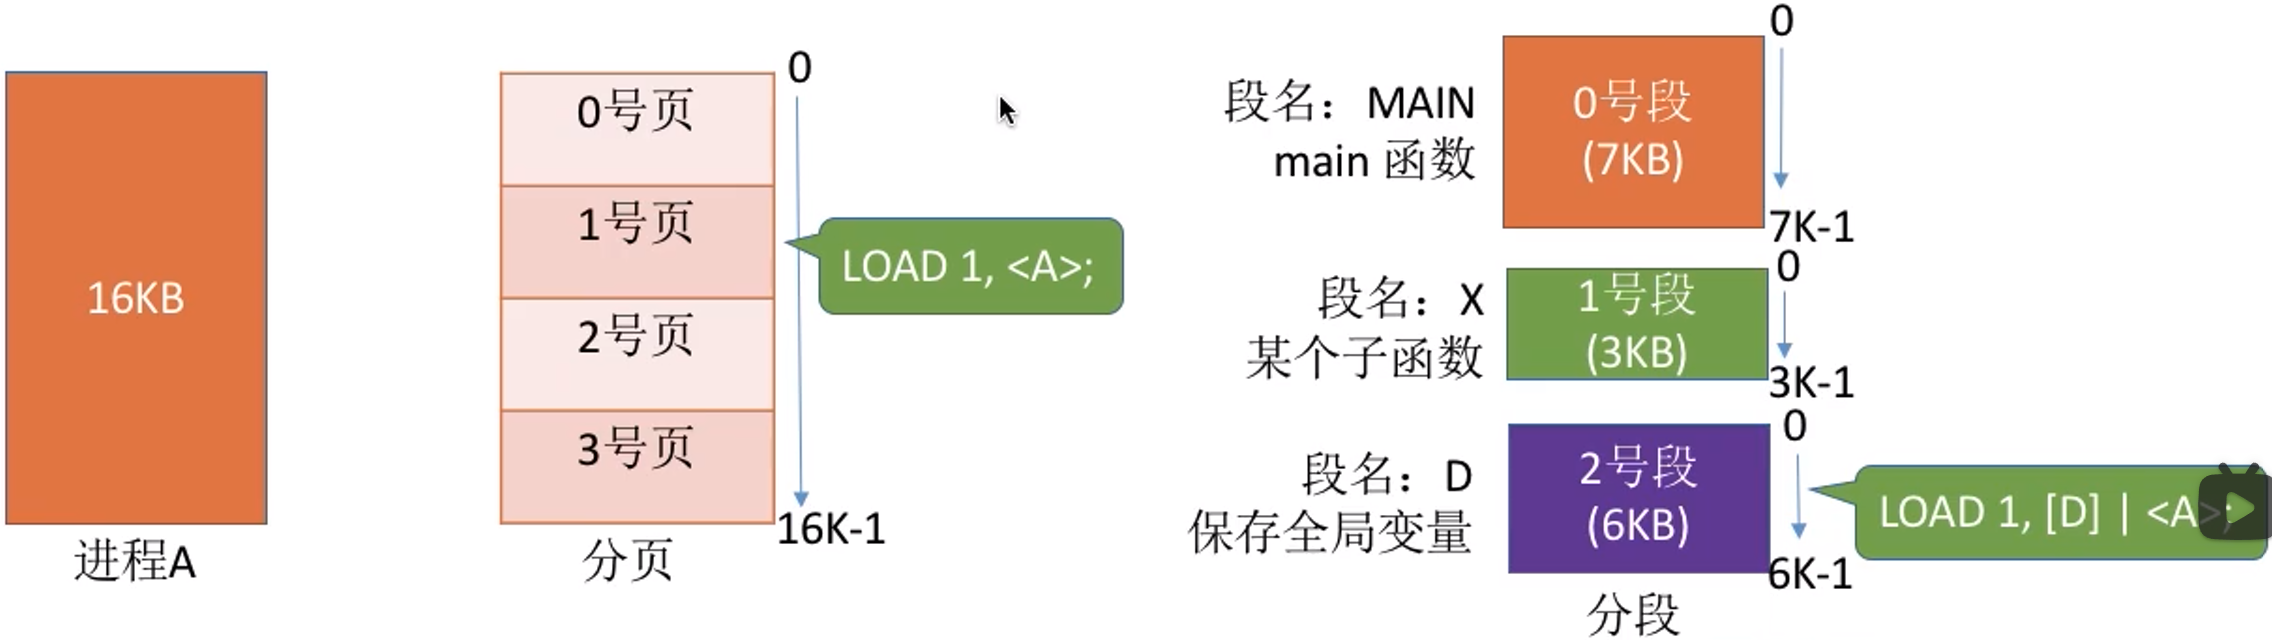 16KB
进程A
0号页
1号页
2号页
3号页
分页
0
16K-1
LOAD 1, <A>;
段名：MAIN
main 函数
0号段
(7KB)
0
7K-1
段名：X
某个子函数
1号段
(3KB)
0
3K-1
段名：D
保存全局变量
2号段
(6KB)
0
6K-1
LOAD 1, [D] | <A>;
分段